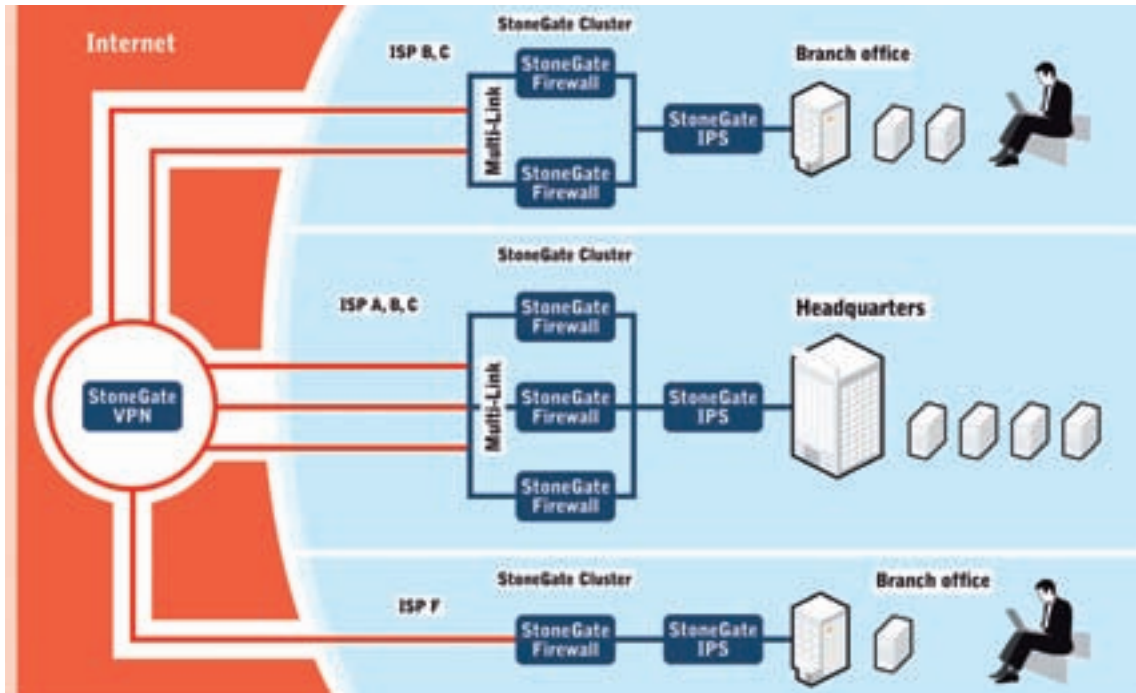 Internet
StoneGate Cluster
ISP B, C
StoneGate
Firewall
Branch office
Multi-Link
StoneGate
IPS
StoneGate
Firewall
StoneGate Cluster
ISP A, B, C
StoneGate
Firewall
Headquarters
StoneGate
VPN
Multi-Link
StoneGate
Firewall
StoneGate
IPS
StoneGate
Firewall
StoneGate Cluster
Branch office
ISP F
StoneGate
Firewall
StoneGate
IPS